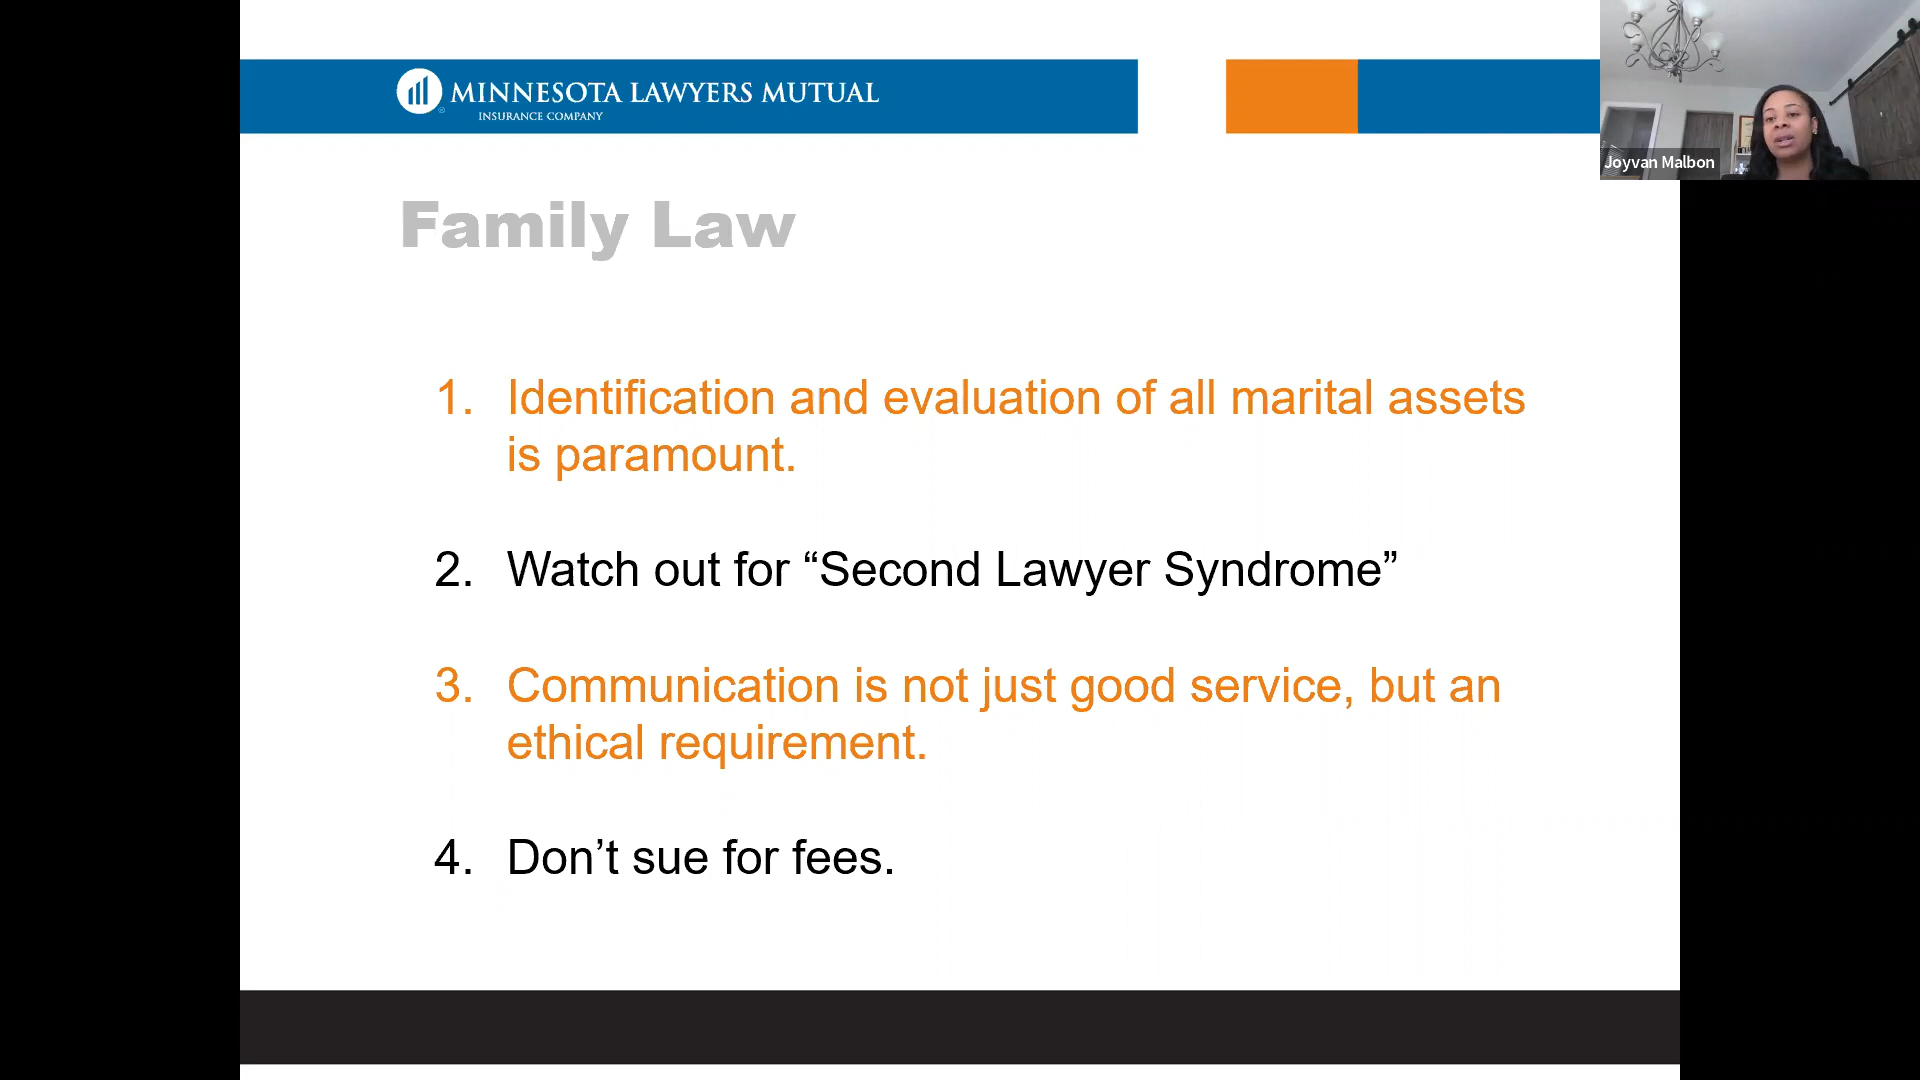 MINNESOTA LAWYERS MUTUAL
INSURANCE COMPANY
Joyvan Malbon
Family Law
1. Identification and evaluation of all marital assets
is paramount.
2. Watch out for “Second Lawyer Syndrome”
3. Communication is not just good service, but an
ethical requirement.
4. Don’t sue for fees.